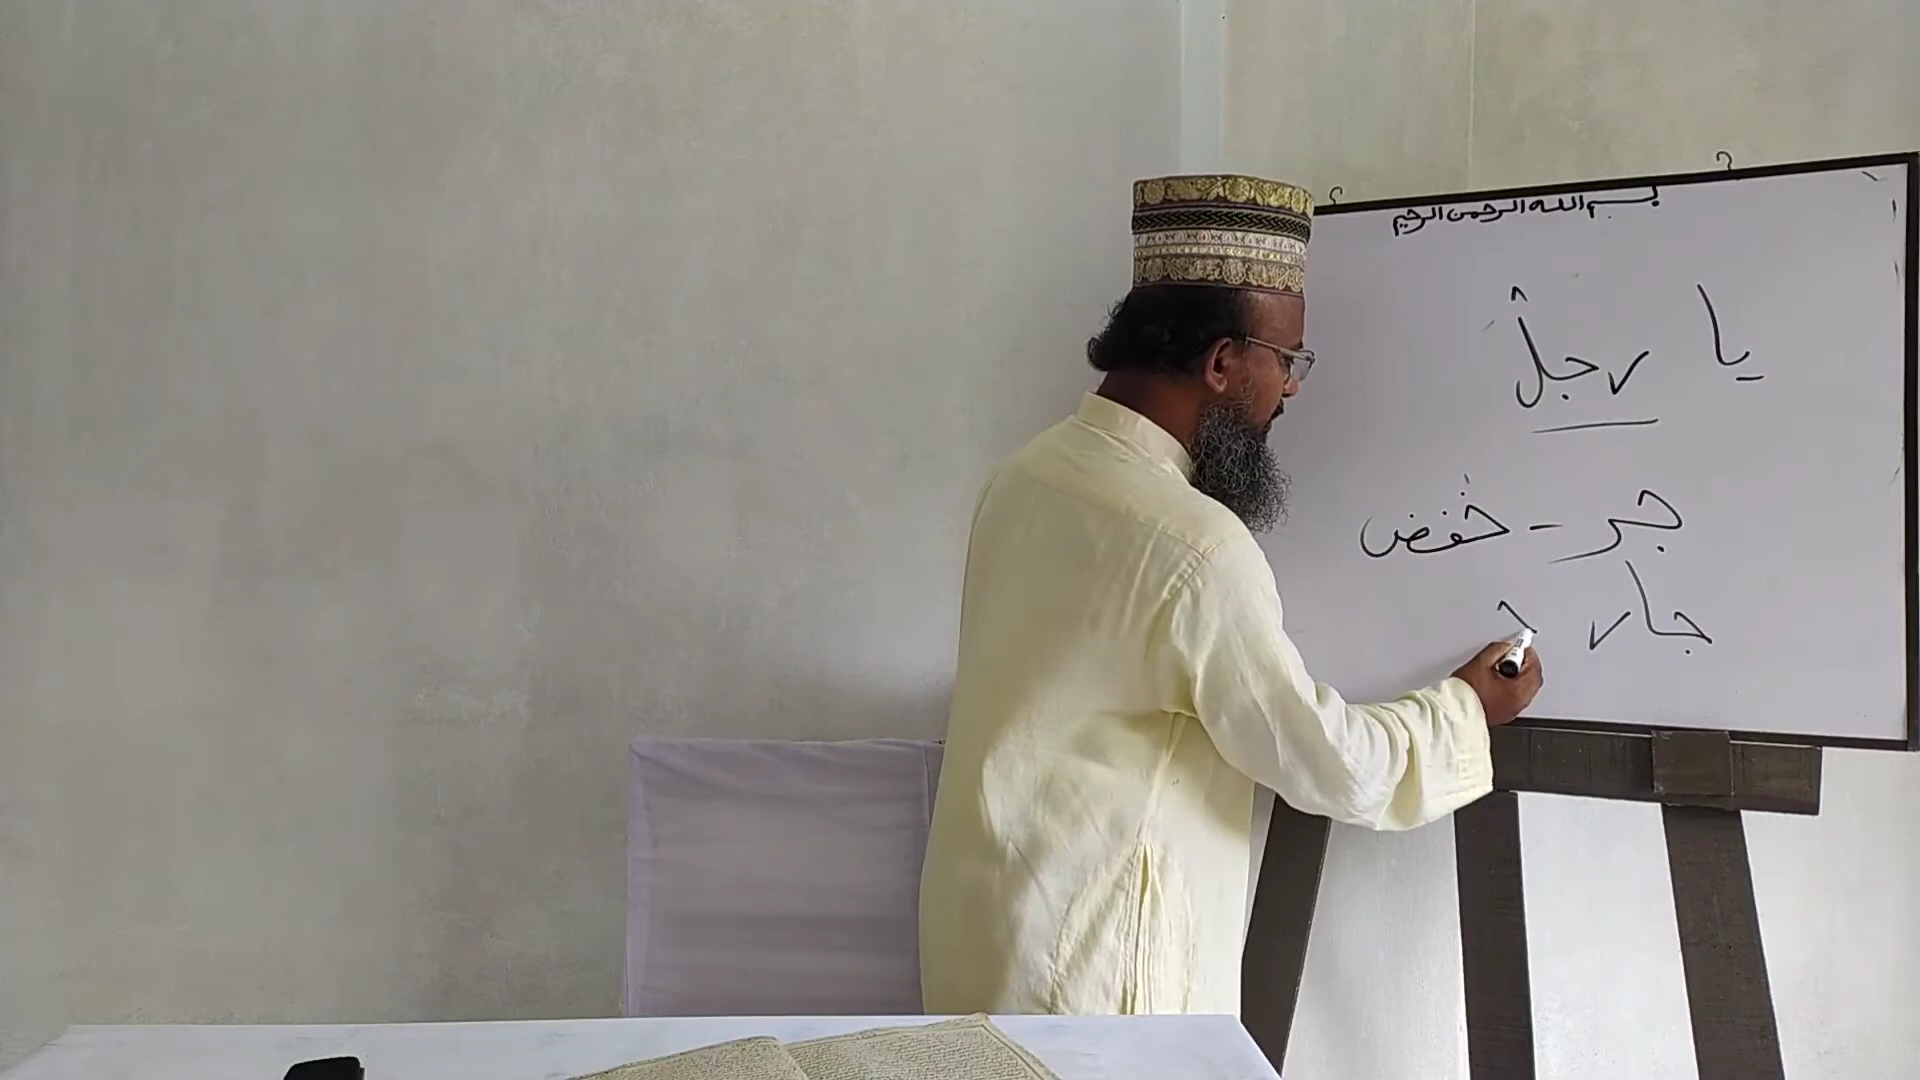 بسم الله الرحمن الرحيم
يا رجل
جر - خفض
جار